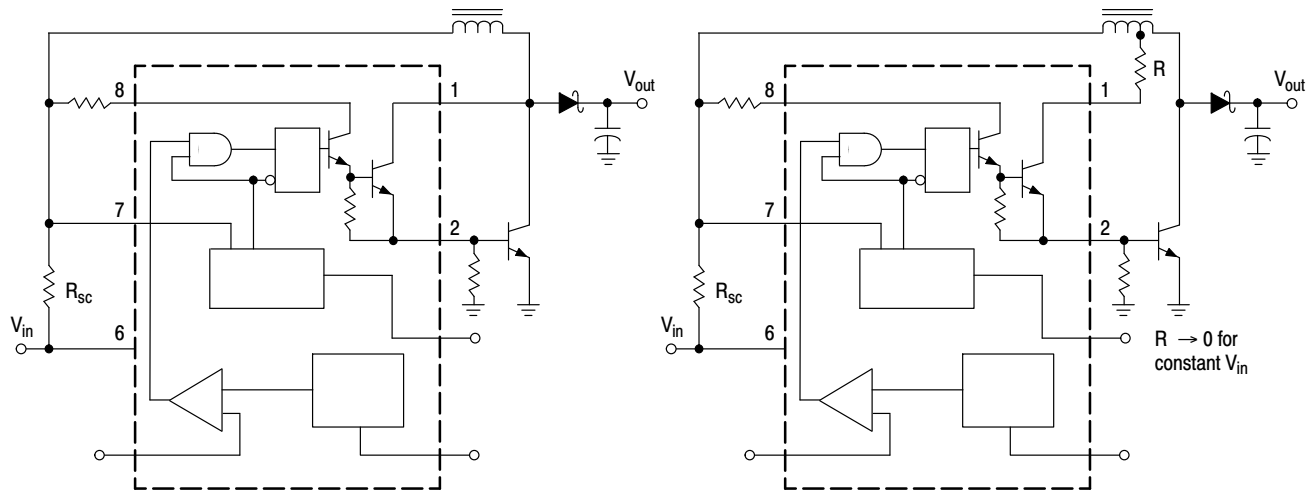 8
1
V_out
7
2
R_sc
V_in
6
R
8
1
V_out
7
2
R_sc
V_in
6
R → 0 for
constant V_in